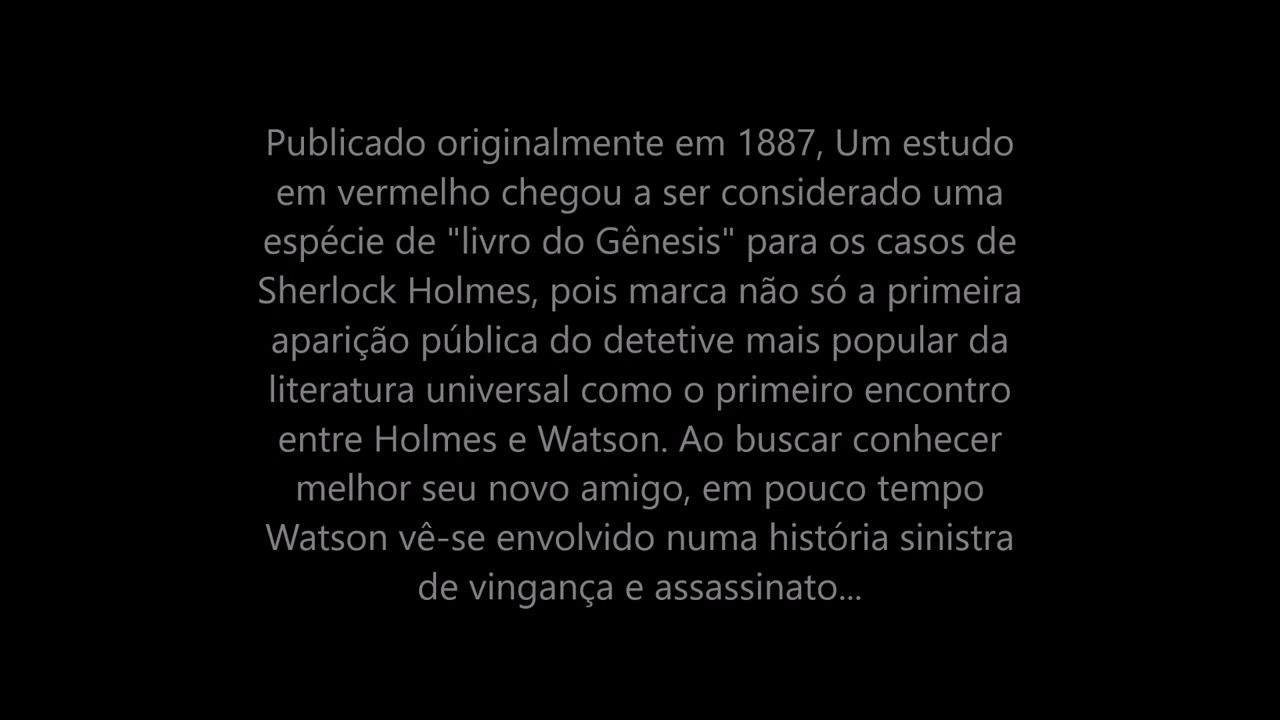 Publicado originalmente em 1887, Um estudo
em vermelho chegou a ser considerado uma
espécie de "livro do Gênesis" para os casos de
Sherlock Holmes, pois marca não só a primeira
aparição pública do detetive mais popular da
literatura universal como o primeiro encontro
entre Holmes e Watson. Ao buscar conhecer
melhor seu novo amigo, em pouco tempo
Watson vê-se envolvido numa história sinistra
de vingança e assassinato...